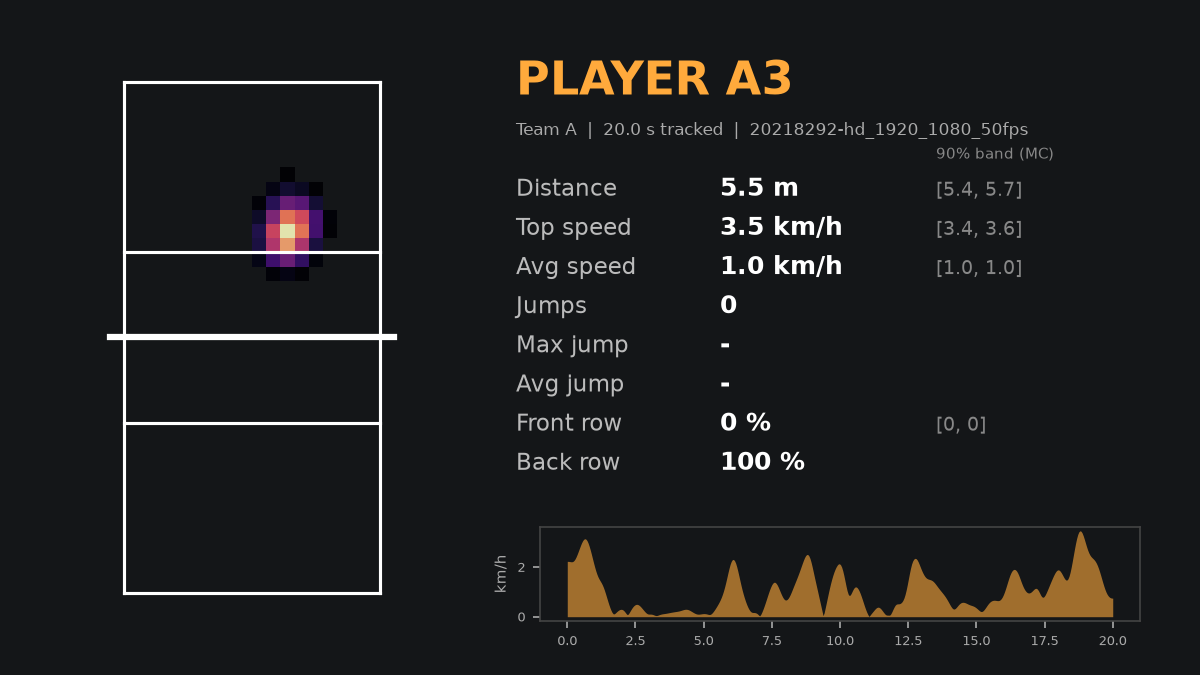 PLAYER A3
Team A | 20.0 s tracked | 20218292-hd_1920_1080_50fps
90% band (MC)
Distance 5.5 m [5.4, 5.7]
Top speed 3.5 km/h [3.4, 3.6]
Avg speed 1.0 km/h [1.0, 1.0]
Jumps 0
Max jump -
Avg jump -
Front row 0 % [0, 0]
Back row 100 %
km/h
2
0
0.0 2.5 5.0 7.5 10.0 12.5 15.0 17.5 20.0